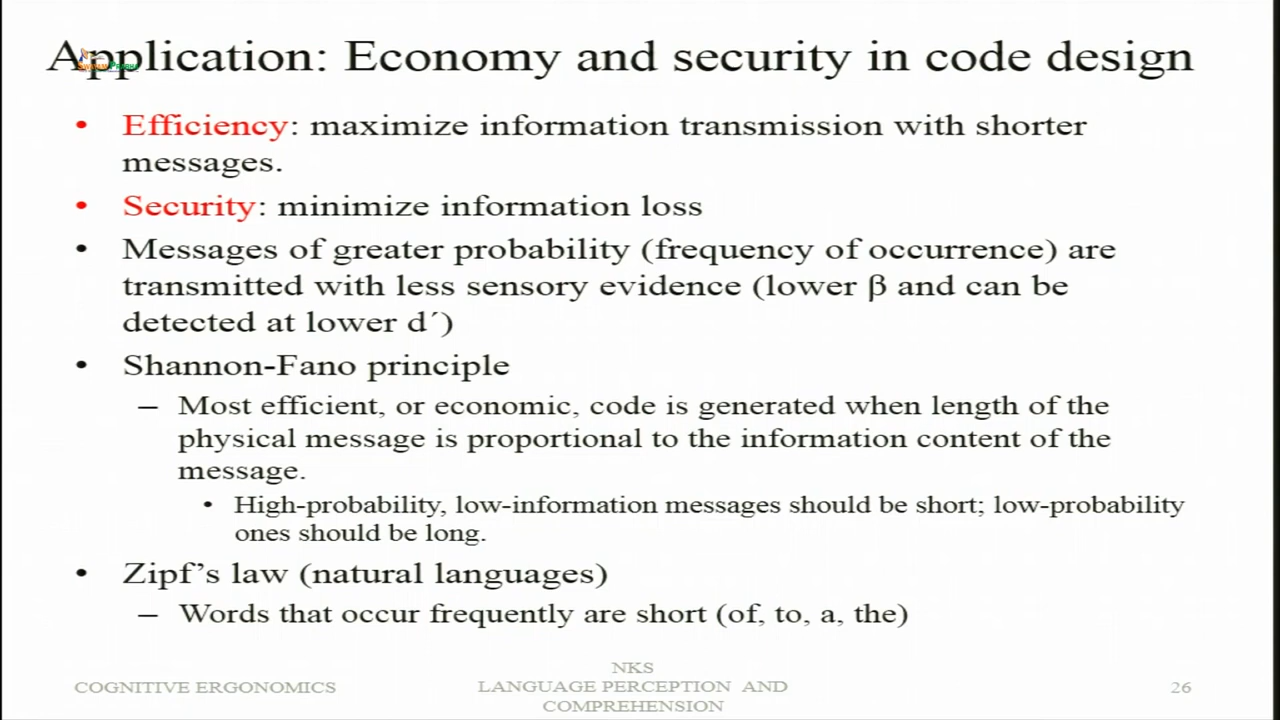 Application: Economy and security in code design
• Efficiency: maximize information transmission with shorter
messages.
• Security: minimize information loss
• Messages of greater probability (frequency of occurrence) are
transmitted with less sensory evidence (lower β and can be
detected at lower d´)
• Shannon-Fano principle
– Most efficient, or economic, code is generated when length of the
physical message is proportional to the information content of the
message.
• High-probability, low-information messages should be short; low-probability
ones should be long.
• Zipf’s law (natural languages)
– Words that occur frequently are short (of, to, a, the)
COGNITIVE ERGONOMICS
NKS
LANGUAGE PERCEPTION AND
COMPREHENSION
26